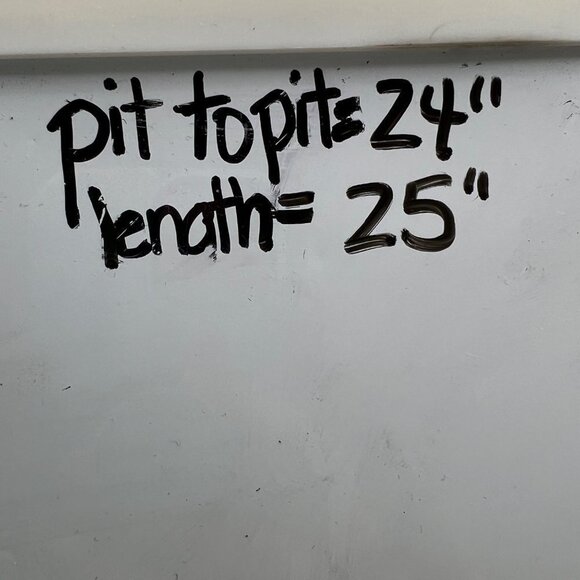 pit to pit= 24"
length= 25"